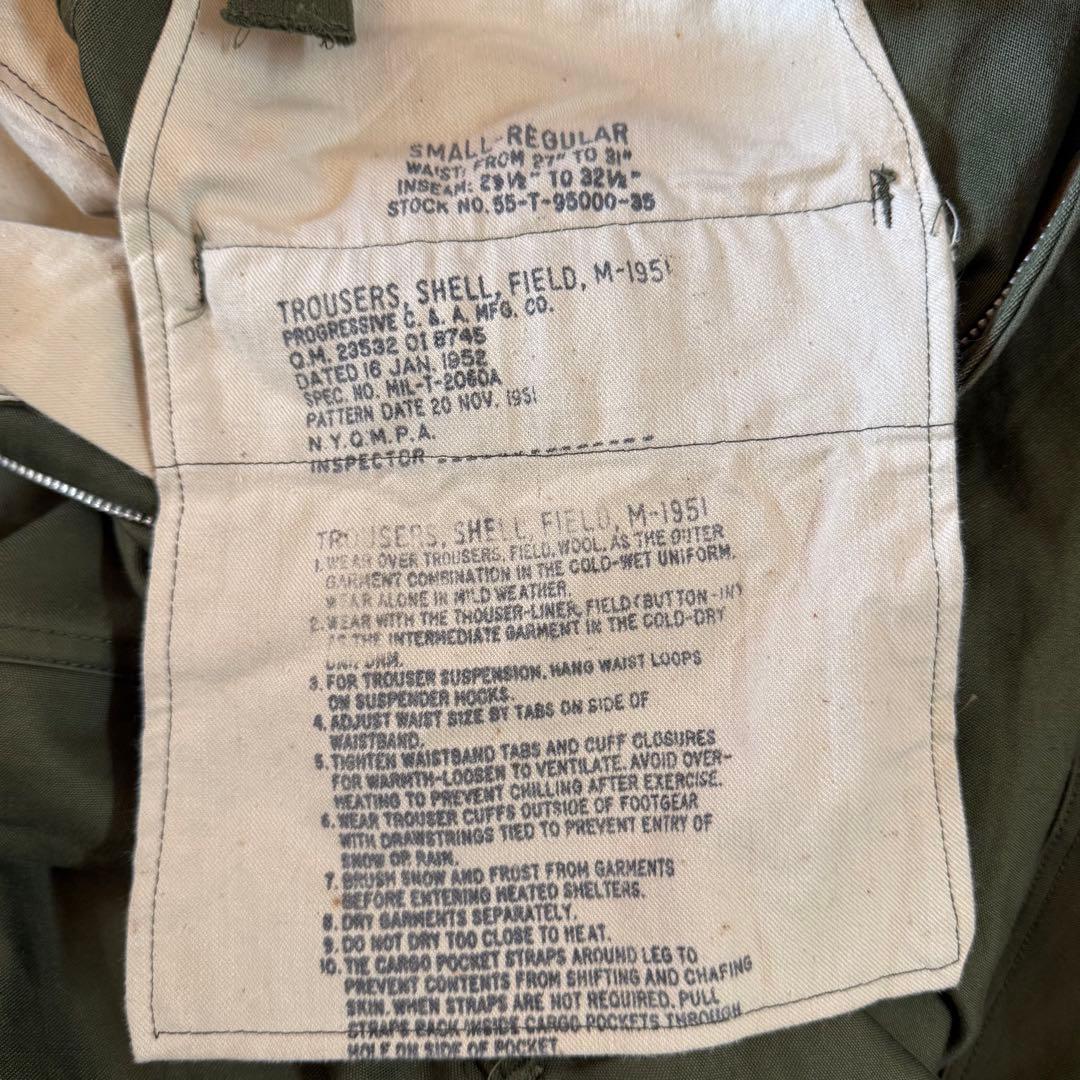 SMALL-REGULAR
WAIST: FROM 27" TO 31"
INSEAM: 29½" TO 32½"
STOCK NO. 55-T-95000-35
TROUSERS, SHELL, FIELD, M-1951
PROGRESSIVE C. & A. MFG. CO.
Q.M. 23532 OI 8745
DATED 16 JAN. 1952
SPEC. NO. MIL-T-2060A
PATTERN DATE 20 NOV. 1951
N.Y.Q.M.P.A.
INSPECTOR ---------------
TROUSERS, SHELL, FIELD, M-1951
1. WEAR OVER TROUSERS, FIELD, WOOL, AS THE OUTER
GARMENT COMBINATION IN THE COLD-WET UNIFORM.
WEAR ALONE IN MILD WEATHER.
2. WEAR WITH THE THOUSER-LINER, FIELD (BUTTON-IN)
AS THE INTERMEDIATE GARMENT IN THE COLD-DRY
UNIFORM.
3. FOR TROUSER SUSPENSION, HANG WAIST LOOPS
ON SUSPENDER HOOKS.
4. ADJUST WAIST SIZE BY TABS ON SIDE OF
WAISTBAND.
5. TIGHTEN WAISTBAND TABS AND CUFF CLOSURES
FOR WARMTH-LOOSEN TO VENTILATE. AVOID OVER-
HEATING TO PREVENT CHILLING AFTER EXERCISE.
6. WEAR TROUSER CUFFS OUTSIDE OF FOOTGEAR
WITH DRAWSTRINGS TIED TO PREVENT ENTRY OF
SNOW OR RAIN.
7. BRUSH SNOW AND FROST FROM GARMENTS
BEFORE ENTERING HEATED SHELTERS.
8. DRY GARMENTS SEPARATELY.
9. DO NOT DRY TOO CLOSE TO HEAT.
10. TIE CARGO POCKET STRAPS AROUND LEG TO
PREVENT CONTENTS FROM SHIFTING AND CHAFING
SKIN. WHEN STRAPS ARE NOT REQUIRED, PULL
STRAPS BACK INSIDE CARGO POCKETS THROUGH
HOLE ON SIDE OF POCKET.